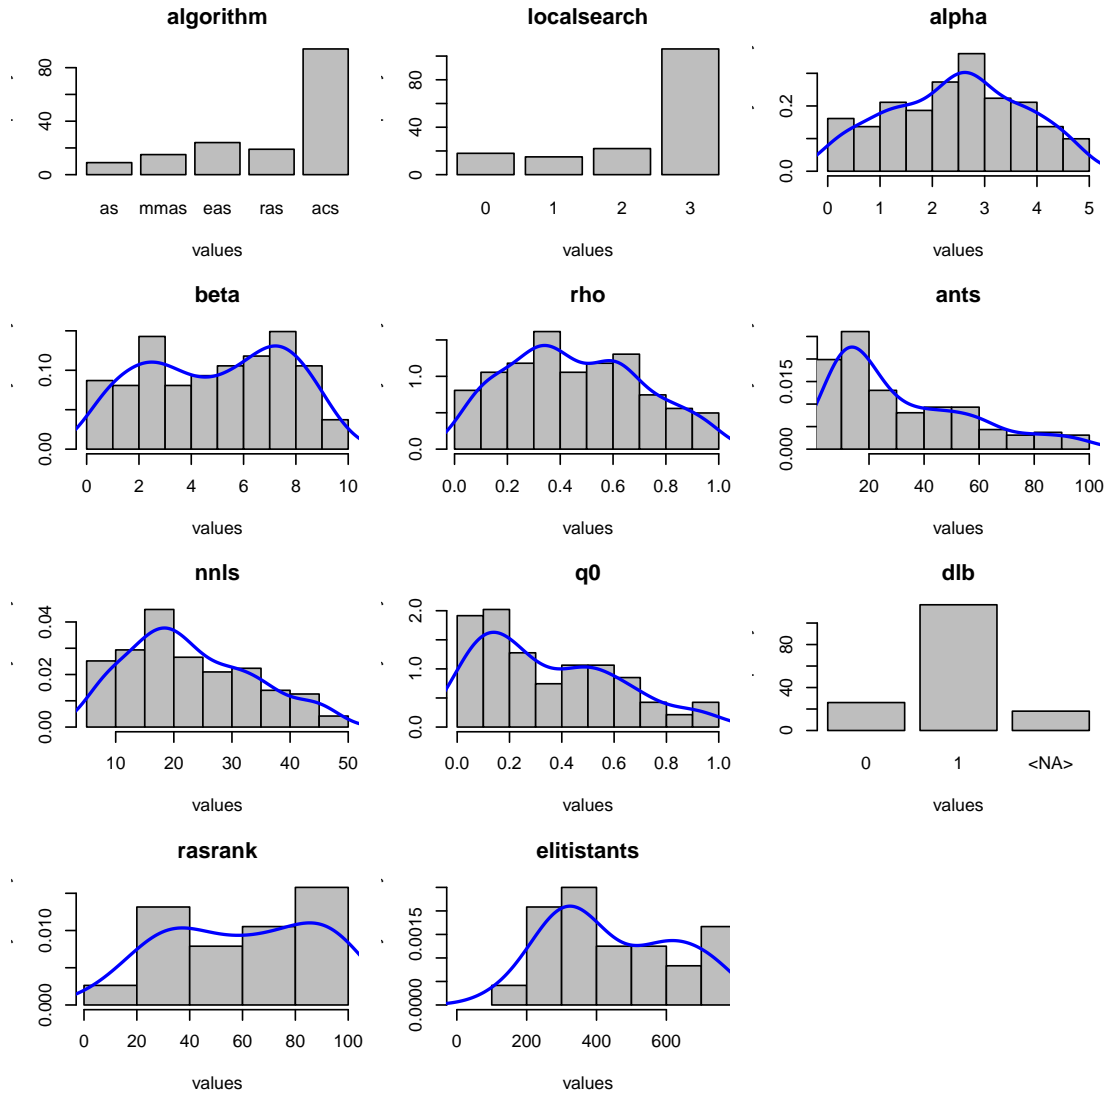 algorithm
0 40 80
as mmas eas ras acs
values
localsearch
0 40 80
0 1 2 3
values
alpha
0.0 0.2
0 1 2 3 4 5
values
beta
0.00 0.10
0 2 4 6 8 10
values
rho
0.0 1.0
0.0 0.2 0.4 0.6 0.8 1.0
values
ants
0.000 0.015
20 40 60 80 100
values
nnls
0.00 0.02 0.04
10 20 30 40 50
values
q0
0.0 1.0 2.0
0.0 0.2 0.4 0.6 0.8 1.0
values
dlb
0 40 80
0 1 <NA>
values
rasrank
0.000 0.010
0 20 40 60 80 100
values
elitistants
0.0000 0.0015
0 200 400 600
values